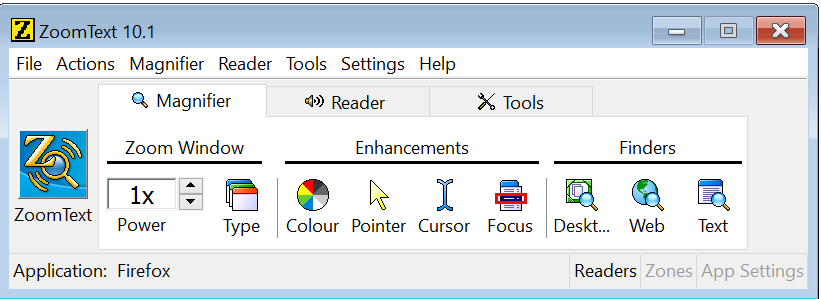 ZoomText 10.1
File Actions Magnifier Reader Tools Settings Help
Magnifier Reader Tools
Zoom Window Enhancements Finders
1x
ZoomText Power Type Colour Pointer Cursor Focus Deskt... Web Text
Application: Firefox Readers Zones App Settings